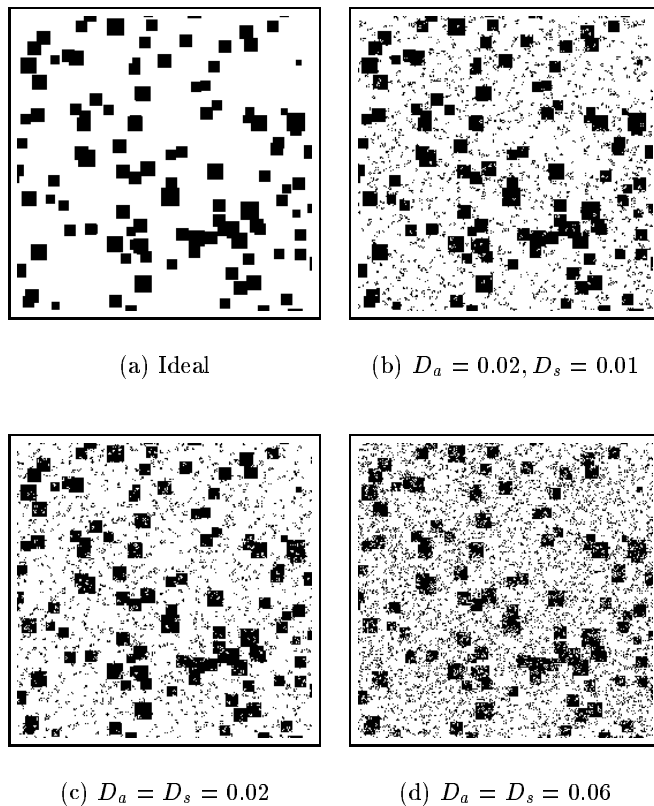 (a) Ideal
(b) D_a = 0.02, D_s = 0.01
(c) D_a = D_s = 0.02
(d) D_a = D_s = 0.06